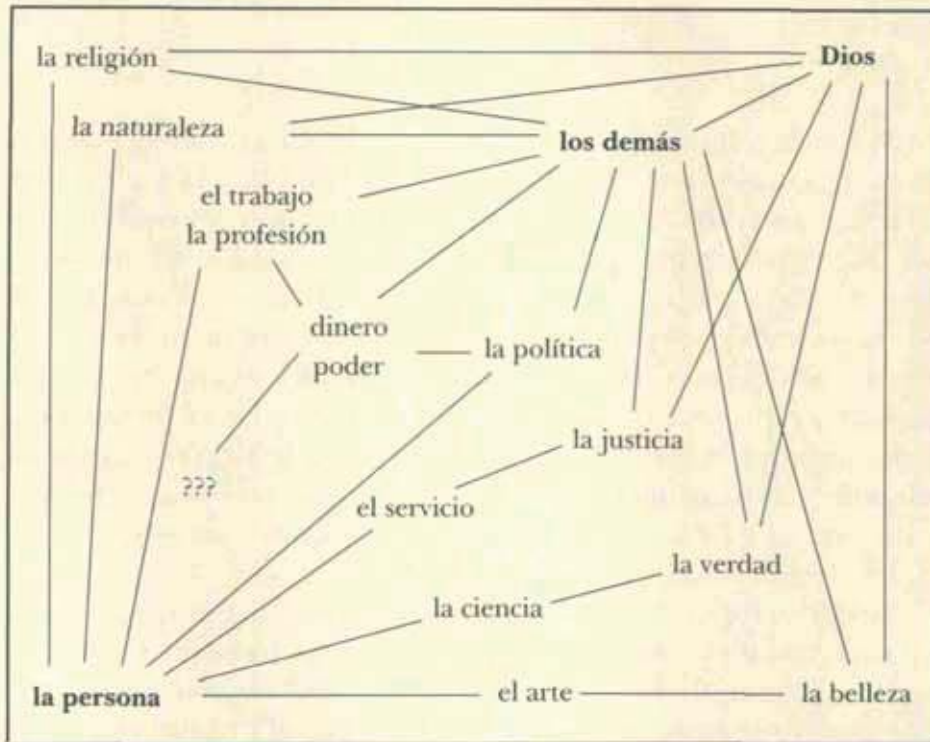 la religión
Dios
la naturaleza
los demás
el trabajo
la profesión
dinero
poder
la política
la justicia
???
el servicio
la verdad
la ciencia
la persona
el arte
la belleza